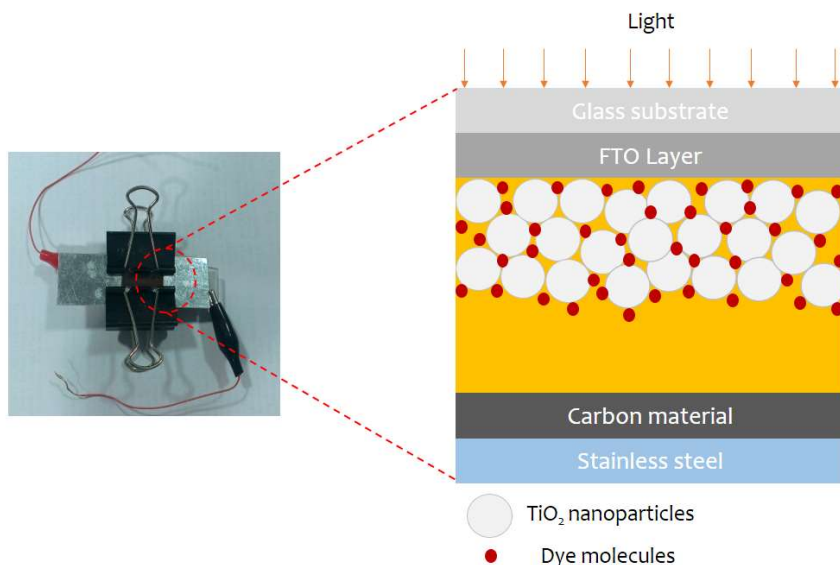 Light
Glass substrate
FTO Layer
Carbon material
Stainless steel
TiO₂ nanoparticles
Dye molecules